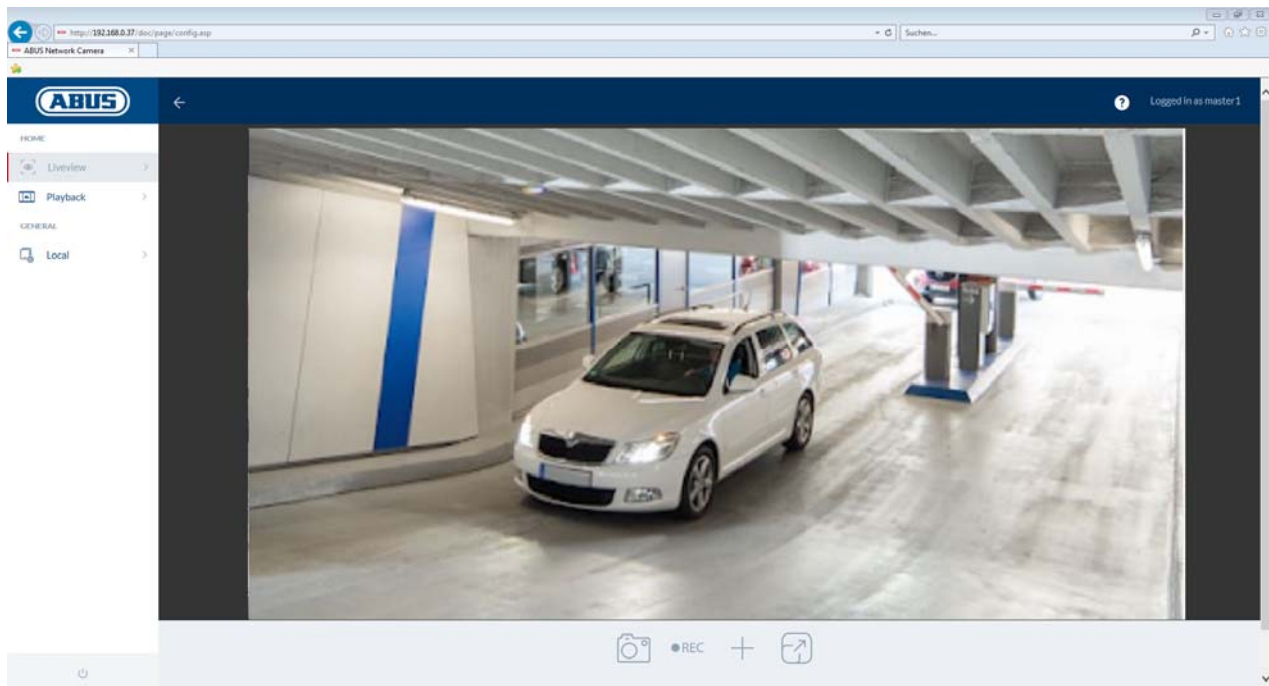 http://192.168.0.37/doc/page/config.asp
Suchen...
ABUS Network Camera
ABUS
Logged in as master1
HOME
Liveview
Playback
GENERAL
Local
REC